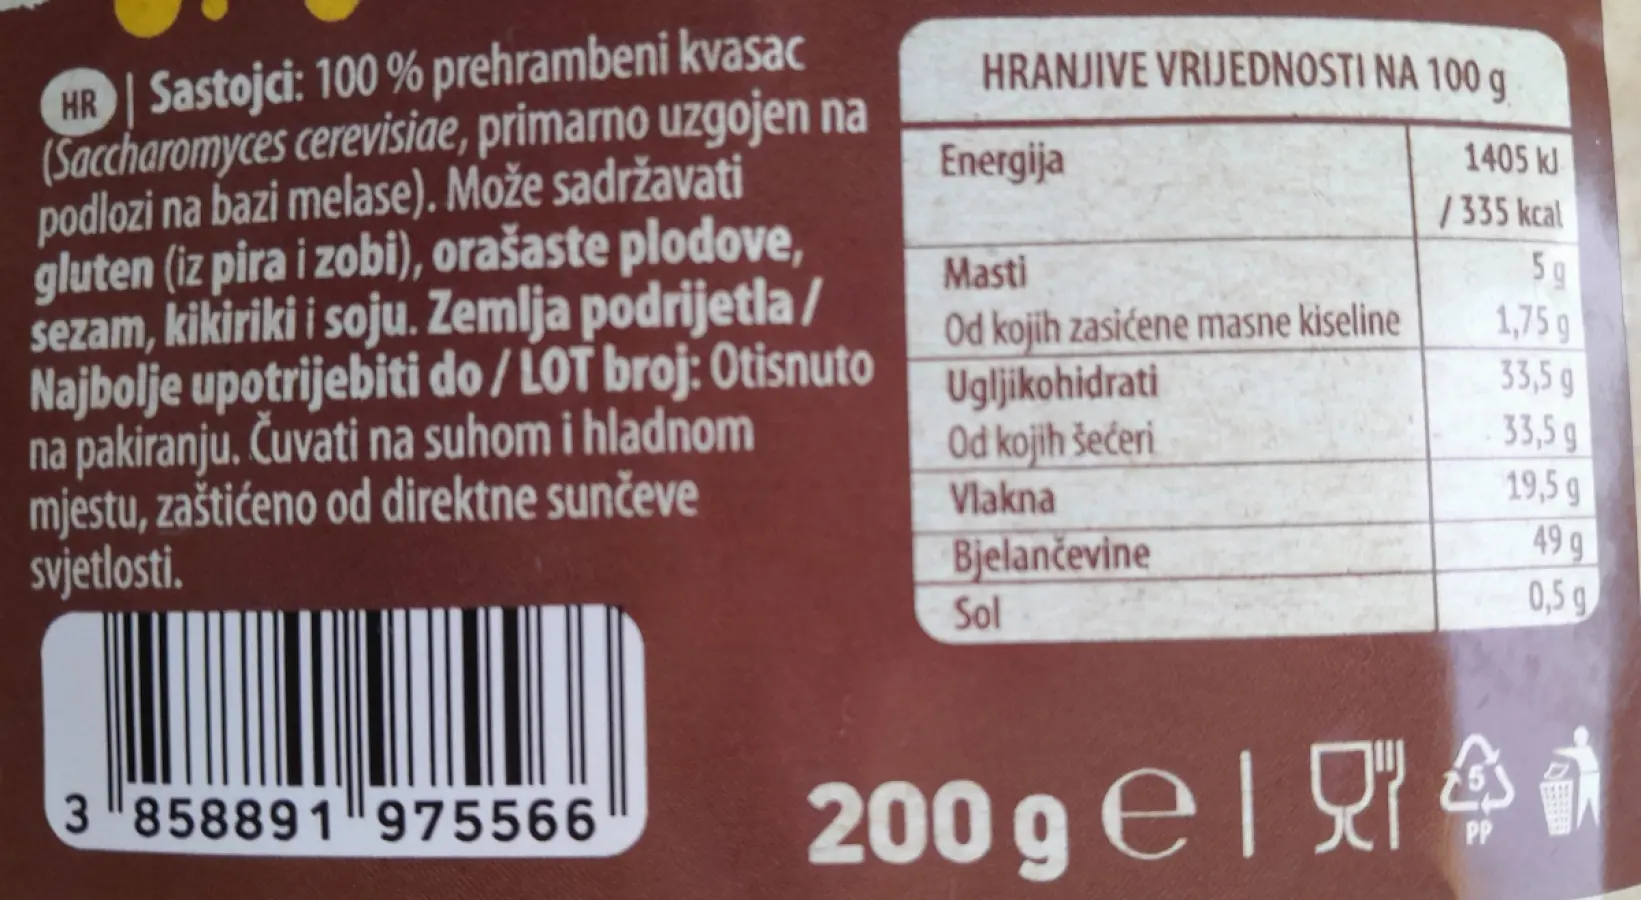 HR | Sastojci: 100 % prehrambeni kvasac
(Saccharomyces cerevisiae, primarno uzgojen na
podlozi na bazi melase). Može sadržavati
gluten (iz pira i zobi), orašaste plodove,
sezam, kikiriki i soju. Zemlja podrijetla /
Najbolje upotrijebiti do / LOT broj: Otisnuto
na pakiranju. Čuvati na suhom i hladnom
mjestu, zaštićeno od direktne sunčeve
svjetlosti.
3 858891 975566
HRANJIVE VRIJEDNOSTI NA 100 g
Energija 1405 kJ
/ 335 kcal
Masti 5 g
Od kojih zasićene masne kiseline 1,75 g
Ugljikohidrati 33,5 g
Od kojih šećeri 33,5 g
Vlakna 19,5 g
Bjelančevine 49 g
Sol 0,5 g
200 g e |
5
PP